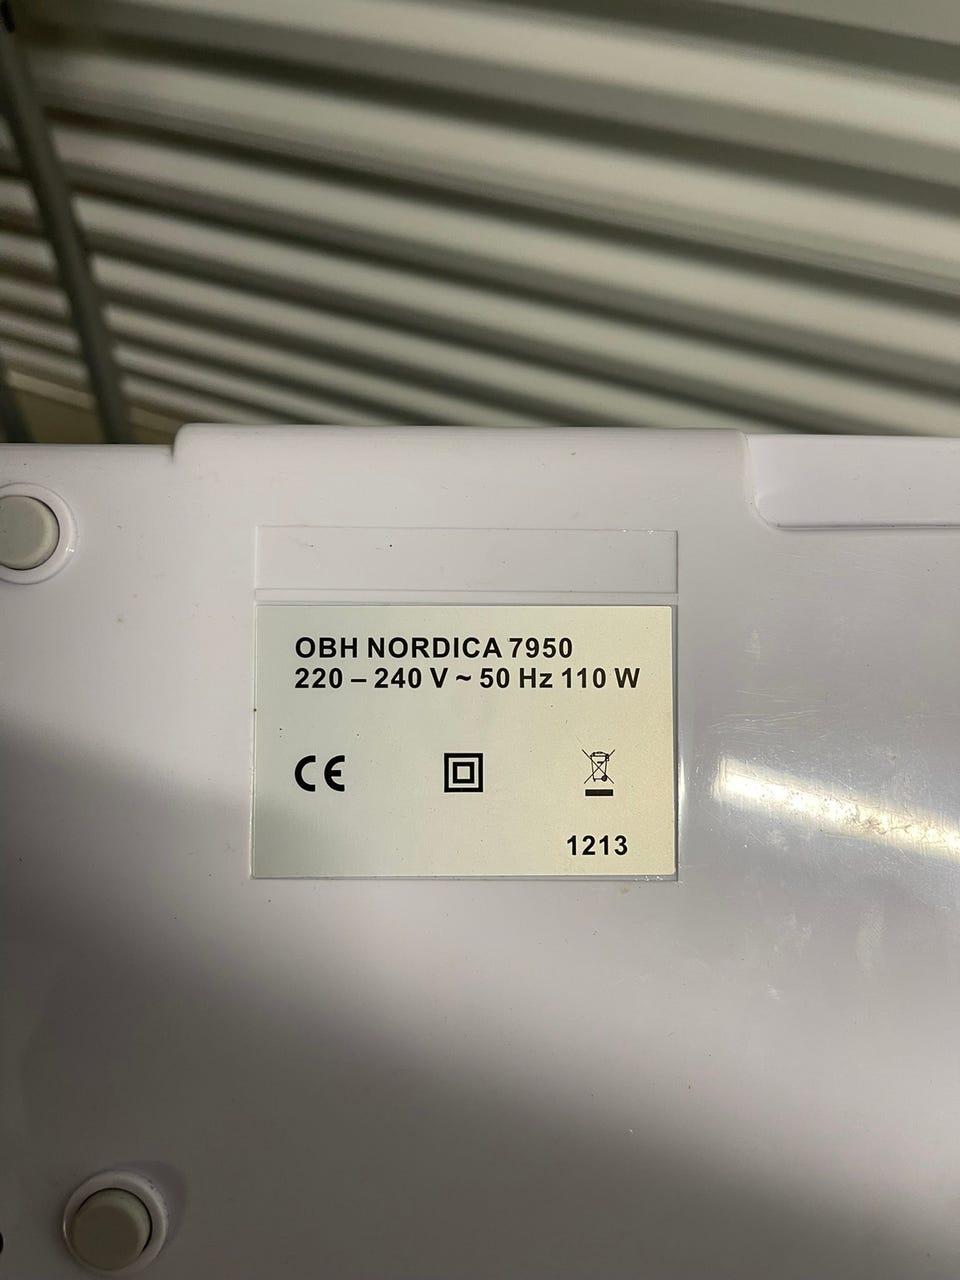 OBH NORDICA 7950
220 – 240 V ~ 50 Hz 110 W
CE
1213